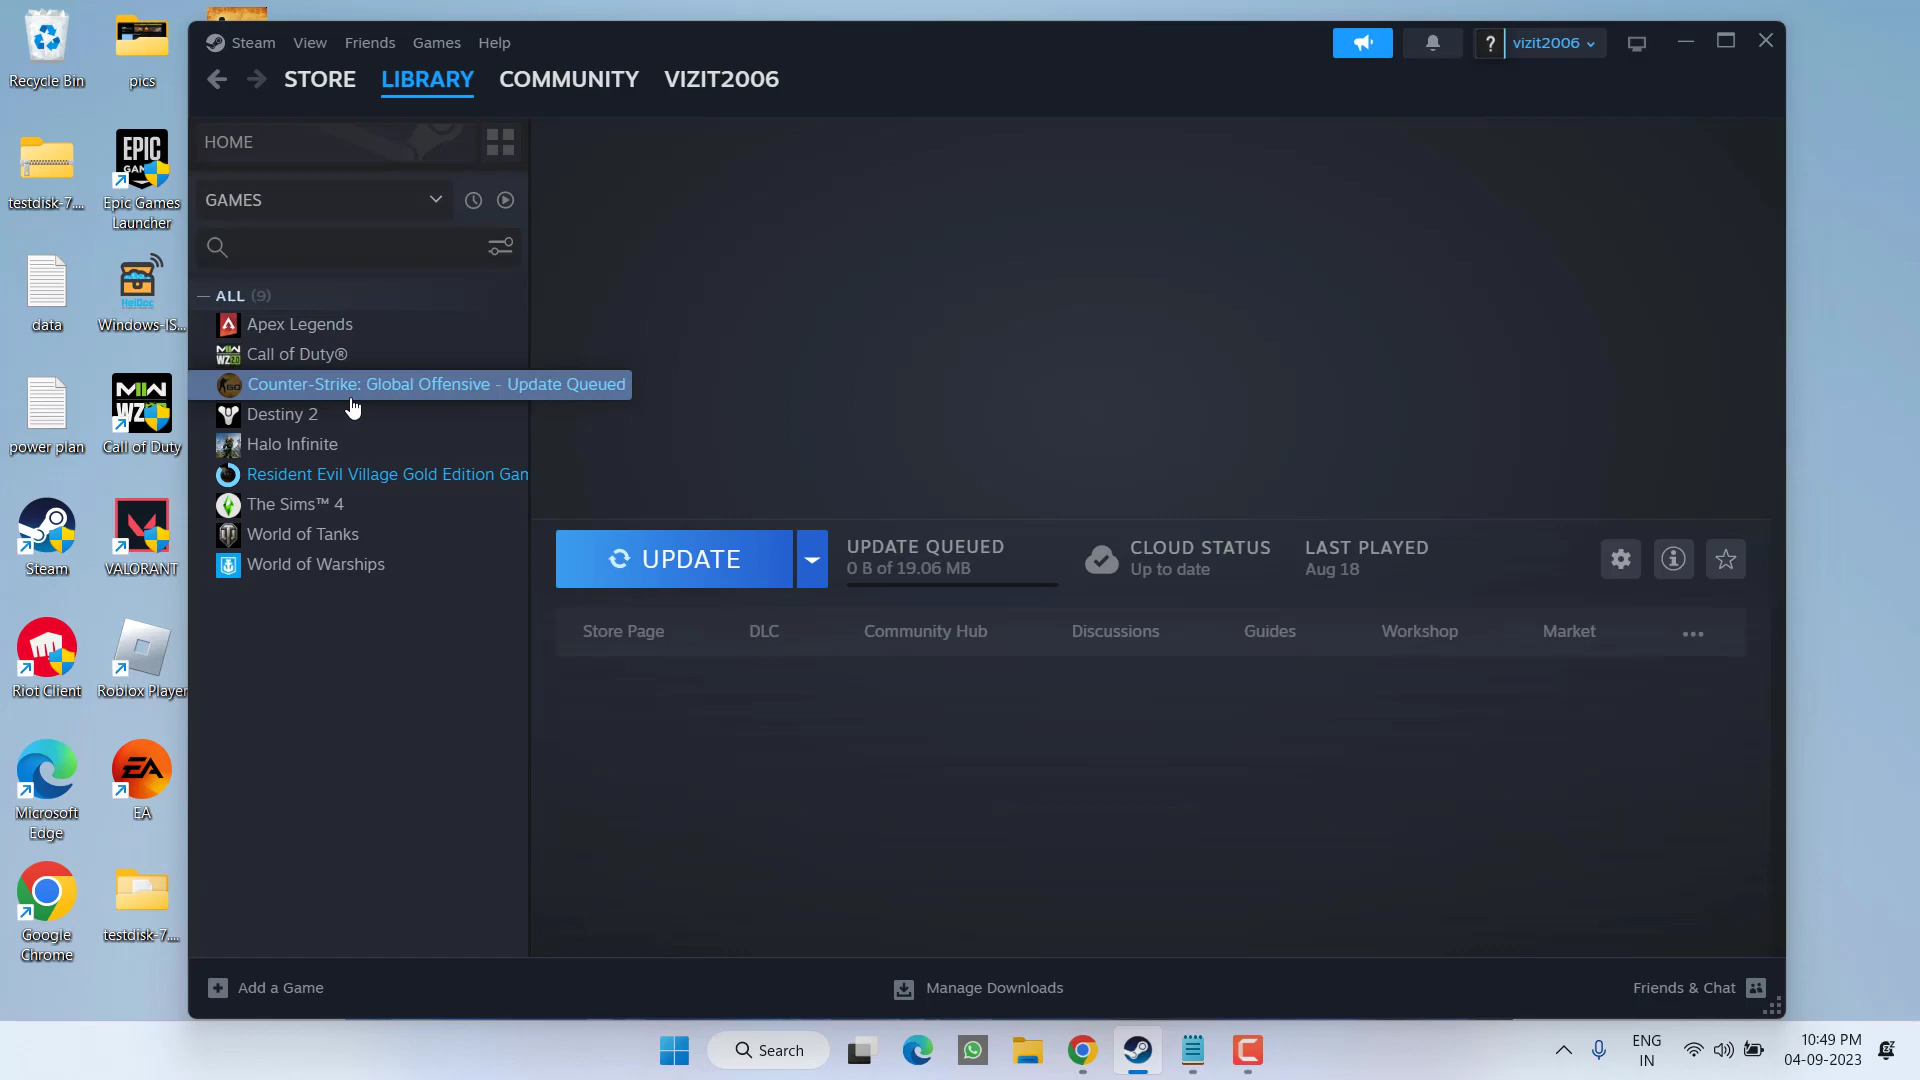 Recycle Bin
pics
testdisk-7....
EPIC
Epic Games
Launcher
data
HeiDoc
Windows-IS...
power plan
MW
WZ2.0
Call of Duty
Steam
VALORANT
Riot Client
Roblox Player
Microsoft
Edge
EA
EA
Google
Chrome
testdisk-7....
Steam
View
Friends
Games
Help
?
vizit2006
STORE
LIBRARY
COMMUNITY
VIZIT2006
HOME
GAMES
— ALL (9)
Apex Legends
Call of Duty®
Counter-Strike: Global Offensive - Update Queued
Destiny 2
Halo Infinite
Resident Evil Village Gold Edition Gan
The Sims™ 4
World of Tanks
World of Warships
UPDATE
UPDATE QUEUED
0 B of 19.06 MB
CLOUD STATUS
Up to date
LAST PLAYED
Aug 18
Store Page
DLC
Community Hub
Discussions
Guides
Workshop
Market
...
Add a Game
Manage Downloads
Friends & Chat
Search
ENG
IN
10:49 PM
04-09-2023